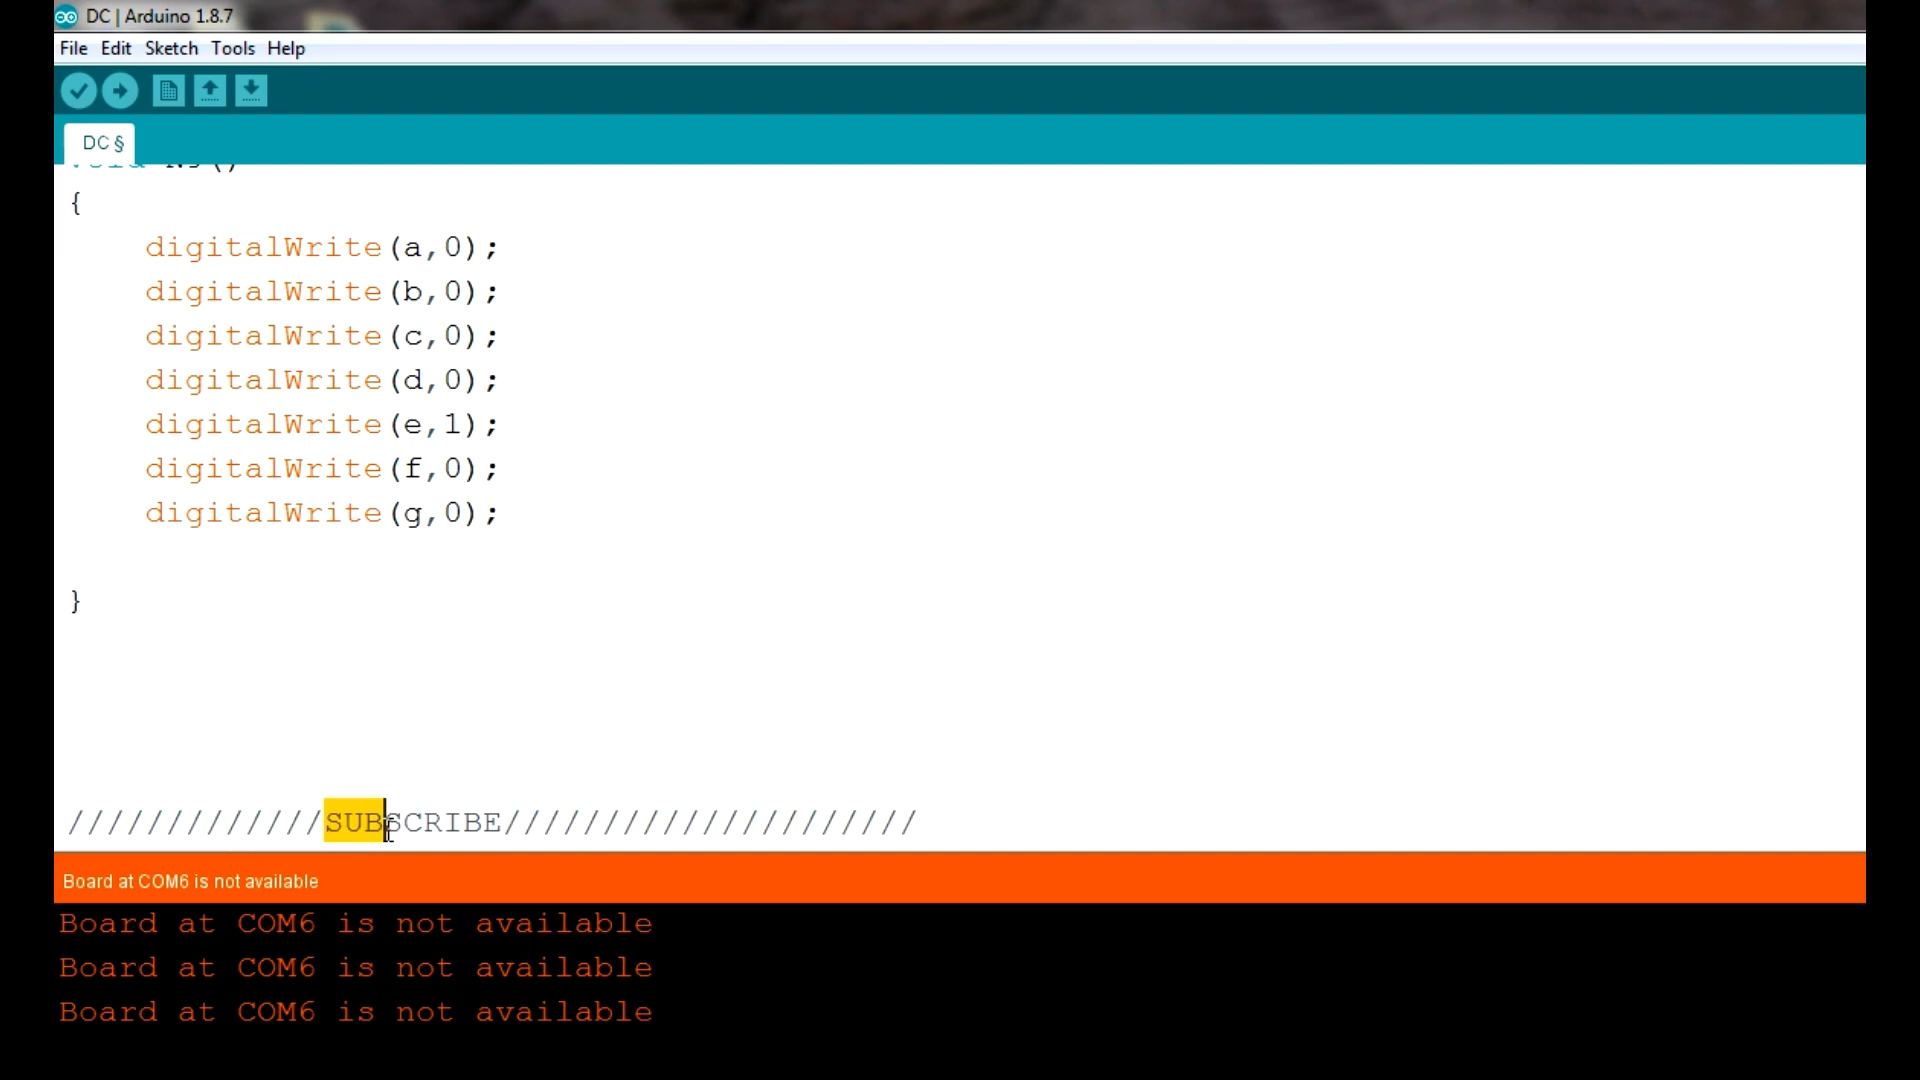 DC | Arduino 1.8.7
File Edit Sketch Tools Help
DC §
{
digitalWrite(a,0);
digitalWrite(b,0);
digitalWrite(c,0);
digitalWrite(d,0);
digitalWrite(e,1);
digitalWrite(f,0);
digitalWrite(g,0);
}
/////////////SUBSCRIBE/////////////////////
Board at COM6 is not available
Board at COM6 is not available
Board at COM6 is not available
Board at COM6 is not available